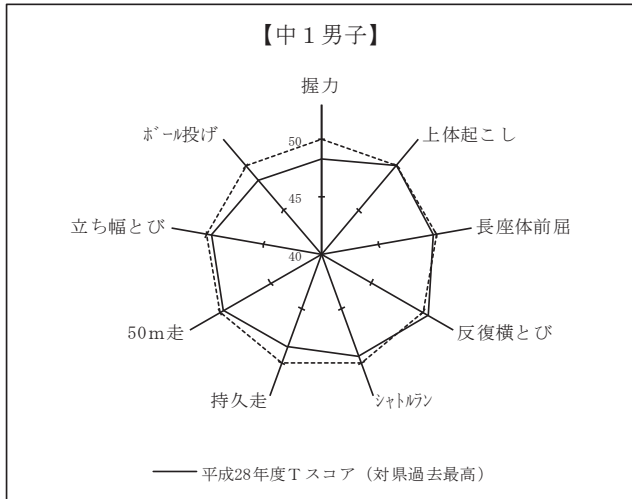 【中１男子】
握力
ﾎﾞｰﾙ投げ
上体起こし
50
立ち幅とび
45
長座体前屈
40
50ｍ走
反復横とび
持久走
ｼｬﾄﾙﾗﾝ
平成28年度Ｔスコア（対県過去最高）